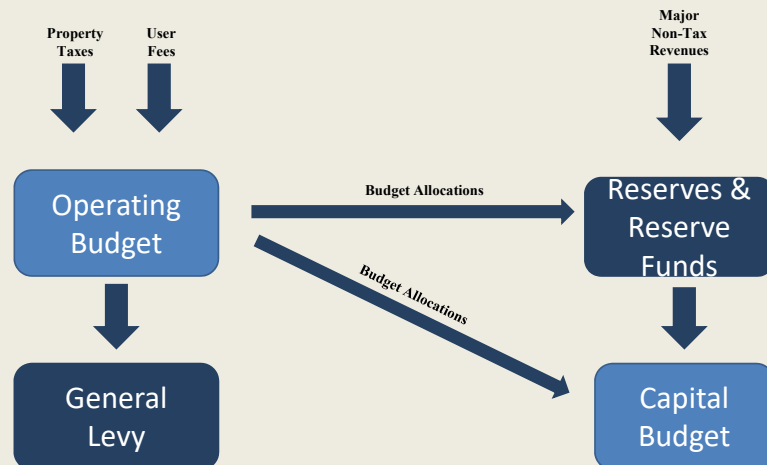 Property
Taxes
User
Fees
Major
Non-Tax
Revenues
Operating
Budget
Budget Allocations
Reserves &
Reserve
Funds
Budget Allocations
General
Levy
Capital
Budget